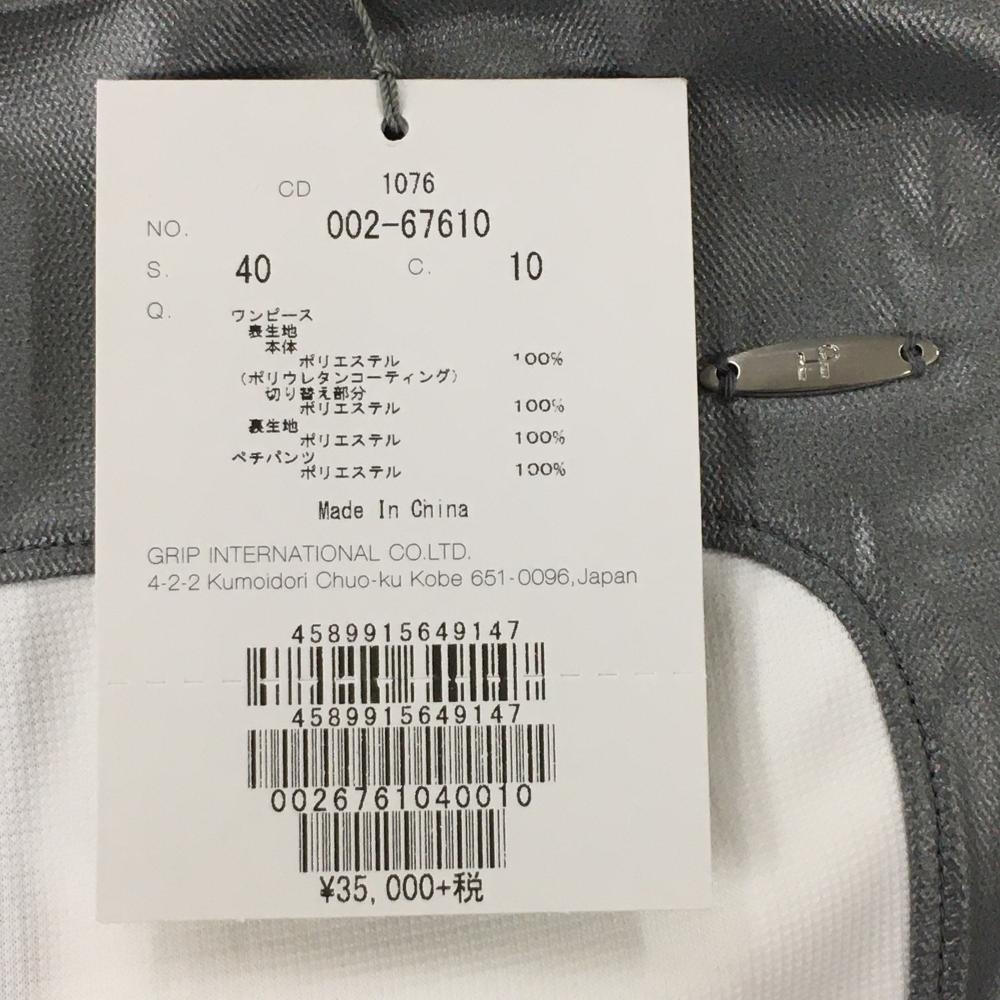 CD 1076
NO. 002-67610
S. 40 C. 10
Q. ワンピース
表生地
本体
ポリエステル 100%
(ポリウレタンコーティング)
切り替え部分
ポリエステル 100%
裏生地
ポリエステル 100%
ペチパンツ
ポリエステル 100%
Made In China
GRIP INTERNATIONAL CO.LTD.
4-2-2 Kumoidori Chuo-ku Kobe 651-0096,Japan
4589915649147
4589915649147
0026761040010
¥35,000+税